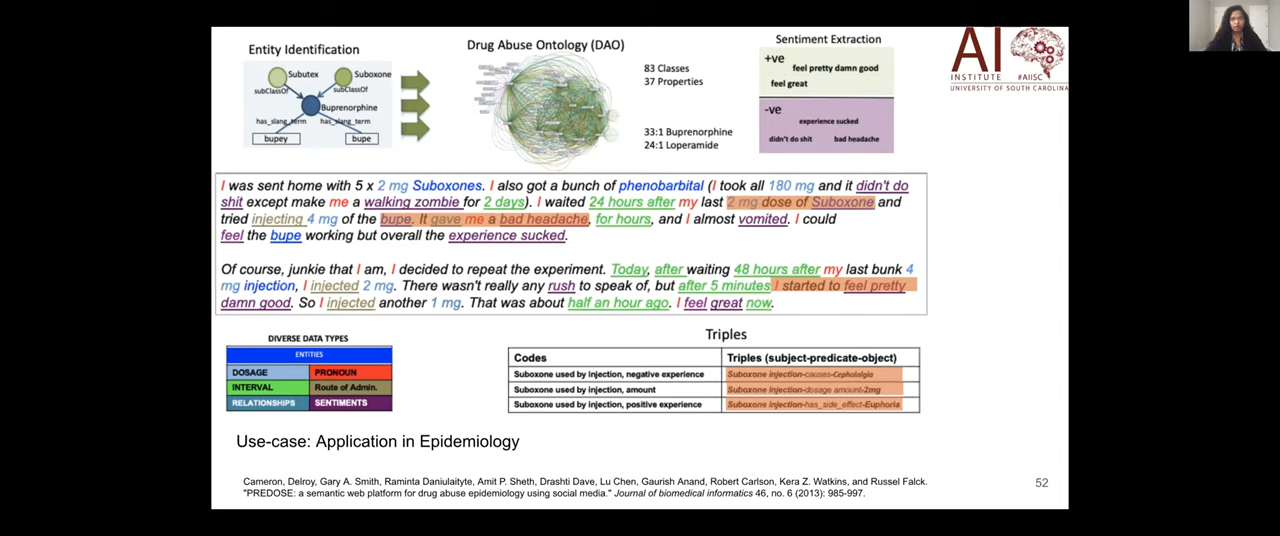 Entity Identification
Subutex
Suboxone
subClassOf
subClassOf
Buprenorphine
has_slang_term
has_slang_term
bupey
bupe
Drug Abuse Ontology (DAO)
83 Classes
37 Properties
33:1 Buprenorphine
24:1 Loperamide
Sentiment Extraction
+ve
feel pretty damn good
feel great
-ve
experience sucked
didn't do shit
bad headache
AI
INSTITUTE
#AIISC
UNIVERSITY OF SOUTH CAROLINA
I was sent home with 5 x 2 mg Suboxones. I also got a bunch of phenobarbital (I took all 180 mg and it didn't do
shit except make me a walking zombie for 2 days). I waited 24 hours after my last 2 mg dose of Suboxone and
tried injecting 4 mg of the bupe. It gave me a bad headache, for hours, and I almost vomited. I could
feel the bupe working but overall the experience sucked.
Of course, junkie that I am, I decided to repeat the experiment. Today, after waiting 48 hours after my last bunk 4
mg injection, I injected 2 mg. There wasn't really any rush to speak of, but after 5 minutes I started to feel pretty
damn good. So I injected another 1 mg. That was about half an hour ago. I feel great now.
DIVERSE DATA TYPES
ENTITIES
DOSAGE
PRONOUN
INTERVAL
Route of Admin.
RELATIONSHIPS
SENTIMENTS
Triples
Codes
Triples (subject-predicate-object)
Suboxone used by injection, negative experience
Suboxone injection-causes-Cephalalgia
Suboxone used by injection, amount
Suboxone injection-dosage amount-2mg
Suboxone used by injection, positive experience
Suboxone injection-has_side_effect-Euphoria
Use-case: Application in Epidemiology
Cameron, Delroy, Gary A. Smith, Raminta Daniulaityte, Amit P. Sheth, Drashti Dave, Lu Chen, Gaurish Anand, Robert Carlson, Kera Z. Watkins, and Russel Falck.
"PREDOSE: a semantic web platform for drug abuse epidemiology using social media." Journal of biomedical informatics 46, no. 6 (2013): 985-997.
52